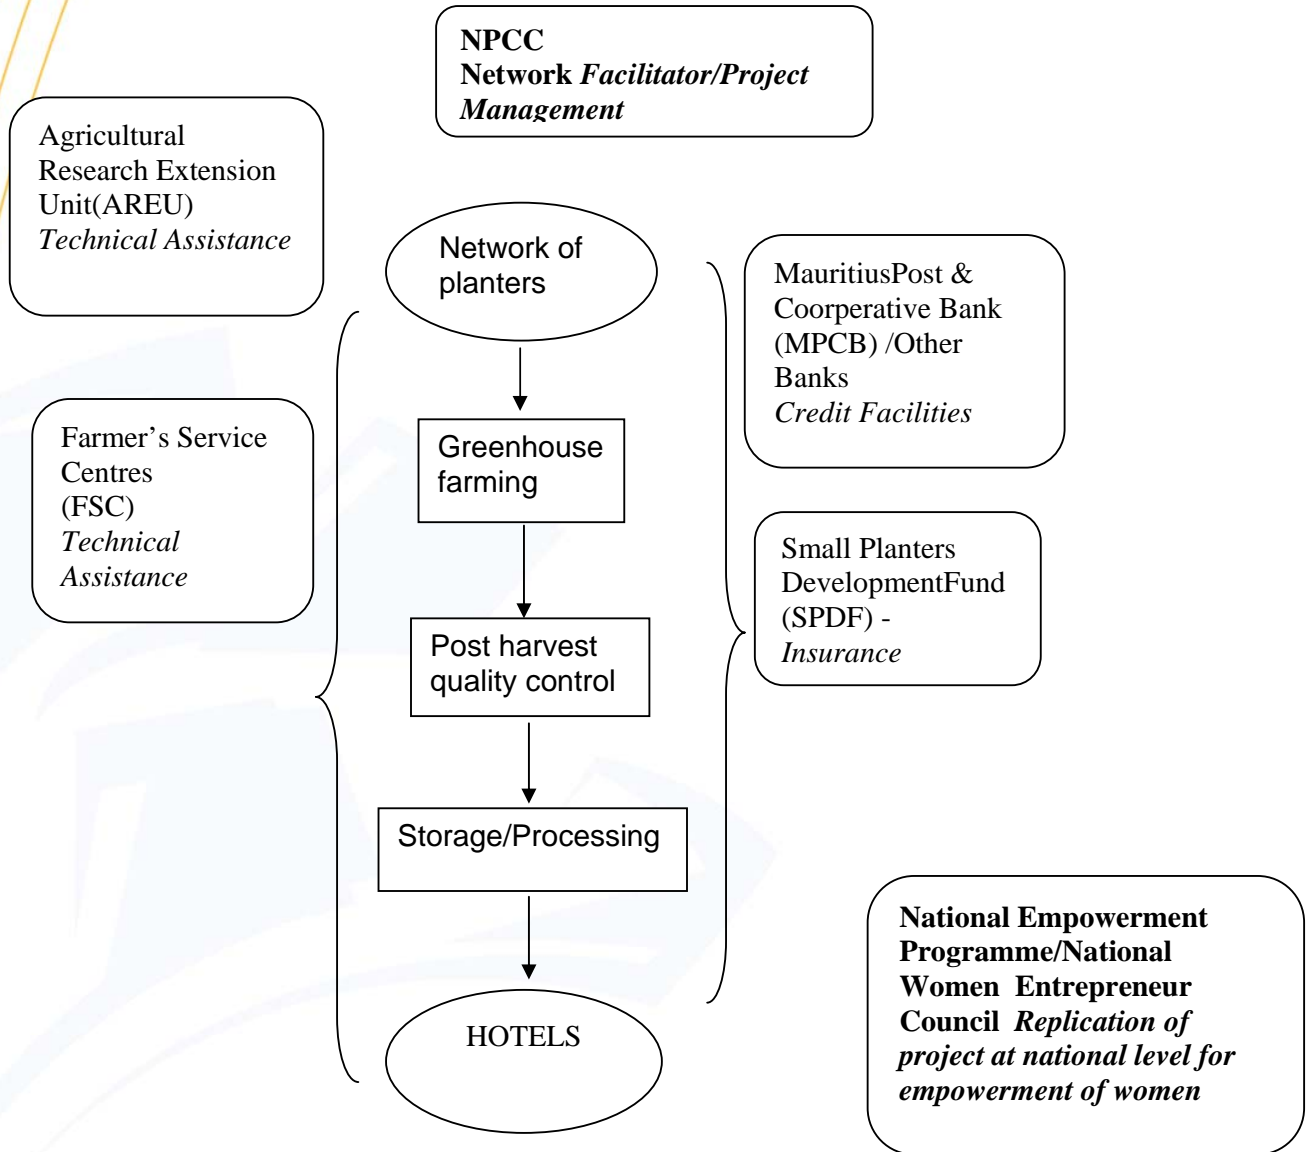 NPCC
Network Facilitator/Project
Management
Agricultural
Research Extension
Unit(AREU)
Technical Assistance
Network of
planters
MauritiusPost &
Coorperative Bank
(MPCB) /Other
Banks
Credit Facilities
Farmer's Service
Centres
(FSC)
Technical
Assistance
Greenhouse
farming
Small Planters
DevelopmentFund
(SPDF) -
Insurance
Post harvest
quality control
Storage/Processing
National Empowerment
Programme/National
Women Entrepreneur
Council Replication of
project at national level for
empowerment of women
HOTELS